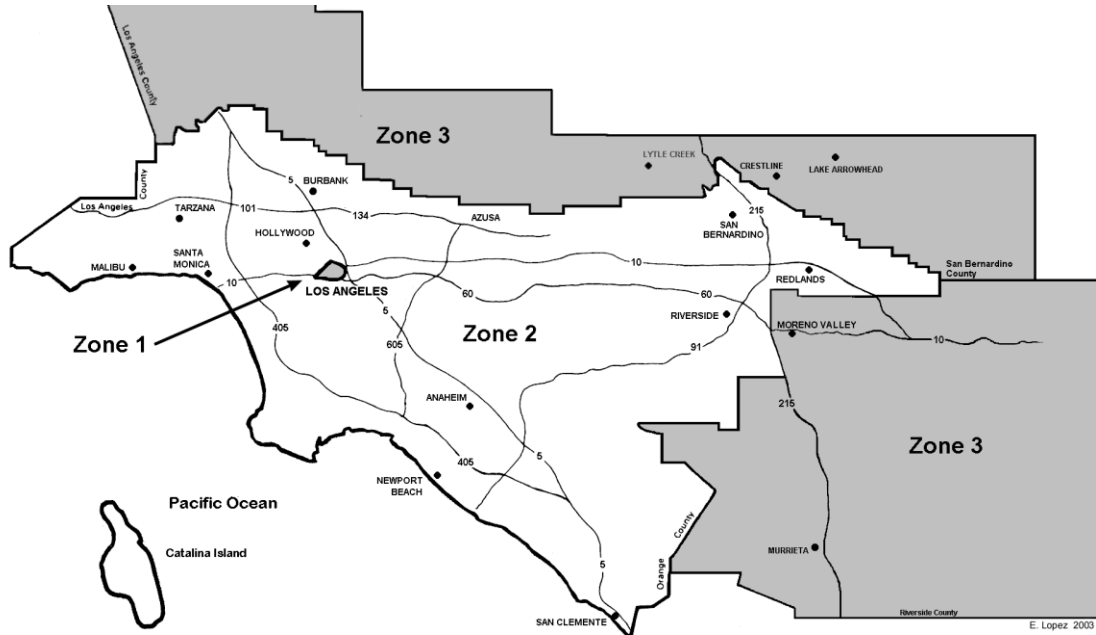 Los Angeles County
Zone 3
LYTLE CREEK
CRESTLINE
LAKE ARROWHEAD
County
Los Angeles
TARZANA
101
5
BURBANK
134
AZUSA
215
SAN
BERNARDINO
HOLLYWOOD
SANTA
MONICA
MALIBU
10
LOS ANGELES
10
60
60
REDLANDS
San Bernardino
County
Zone 1
405
5
605
Zone 2
RIVERSIDE
91
MORENO VALLEY
10
ANAHEIM
215
Zone 3
405
5
NEWPORT
BEACH
Pacific Ocean
Catalina Island
County
Orange
MURRIETA
5
SAN CLEMENTE
Riverside County
E. Lopez 2003